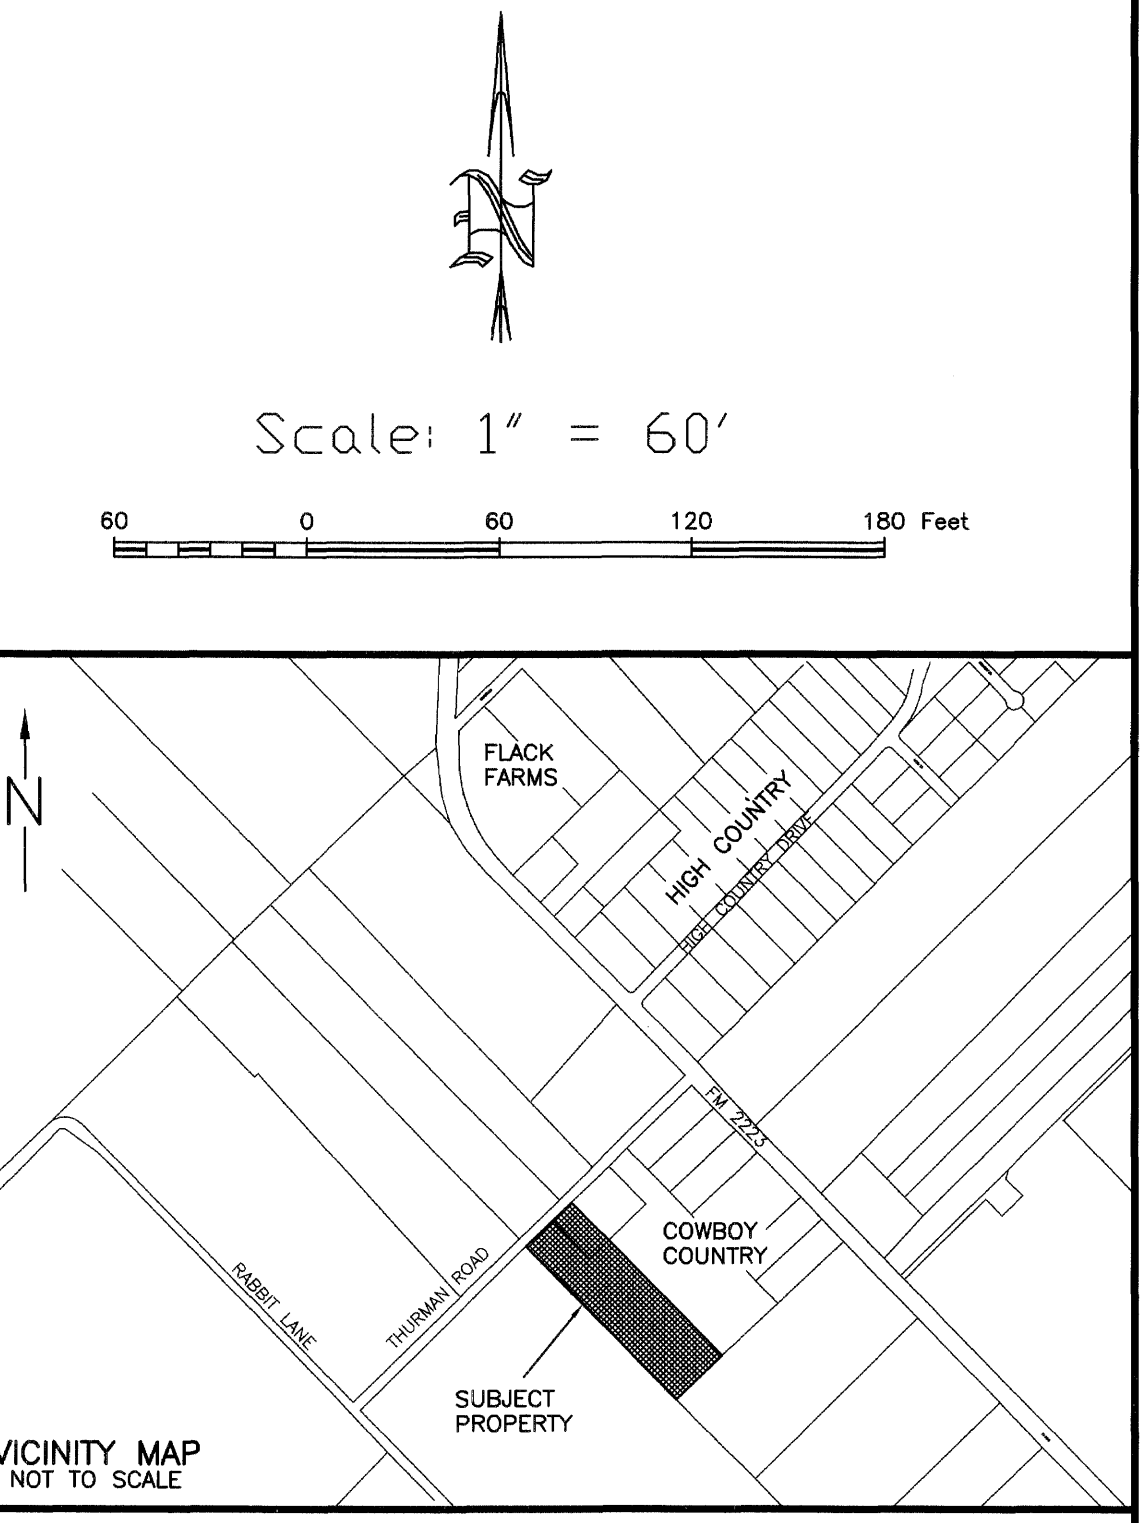 N
Scale: 1" = 60'
60 0 60 120 180 Feet
N
FLACK
FARMS
HIGH COUNTRY
HIGH COUNTRY DRIVE
FM 2223
COWBOY
COUNTRY
THURMAN ROAD
RABBIT LANE
SUBJECT
PROPERTY
VICINITY MAP
NOT TO SCALE